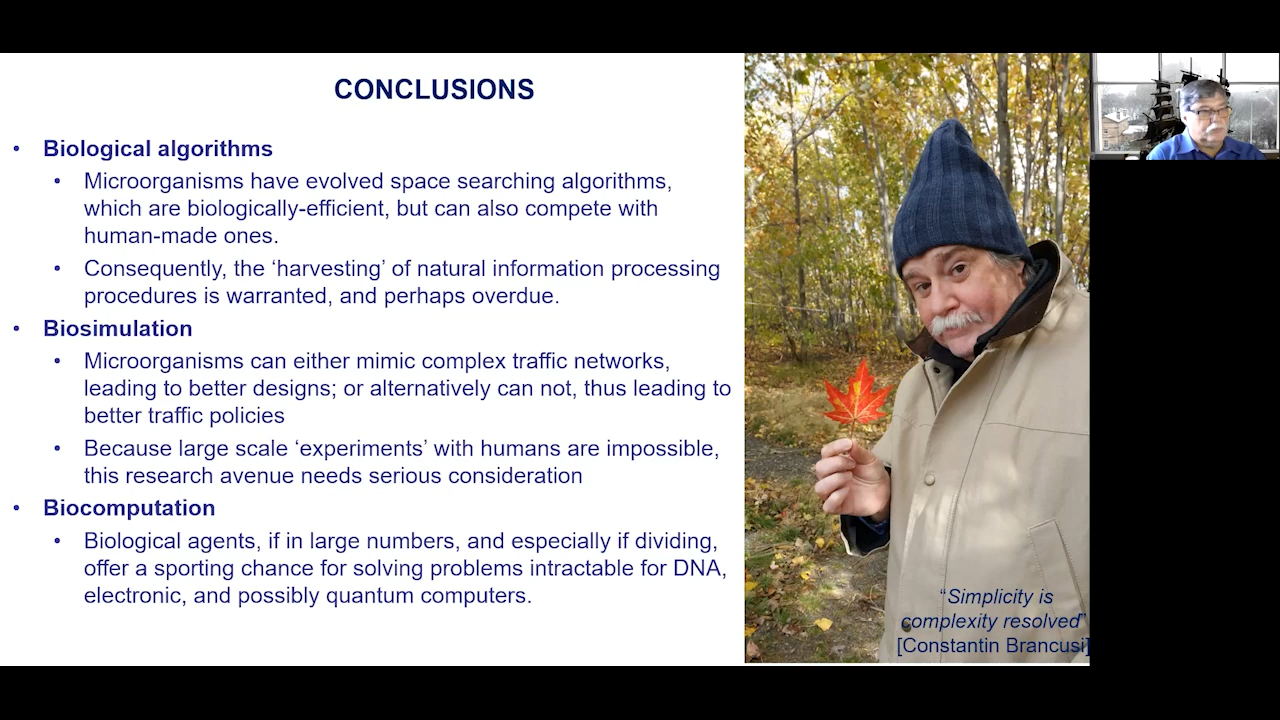 CONCLUSIONS
• Biological algorithms
• Microorganisms have evolved space searching algorithms,
which are biologically-efficient, but can also compete with
human-made ones.
• Consequently, the ‘harvesting’ of natural information processing
procedures is warranted, and perhaps overdue.
• Biosimulation
• Microorganisms can either mimic complex traffic networks,
leading to better designs; or alternatively can not, thus leading to
better traffic policies
• Because large scale ‘experiments’ with humans are impossible,
this research avenue needs serious consideration
• Biocomputation
• Biological agents, if in large numbers, and especially if dividing,
offer a sporting chance for solving problems intractable for DNA,
electronic, and possibly quantum computers.
“Simplicity is
complexity resolved”
[Constantin Brancusi]